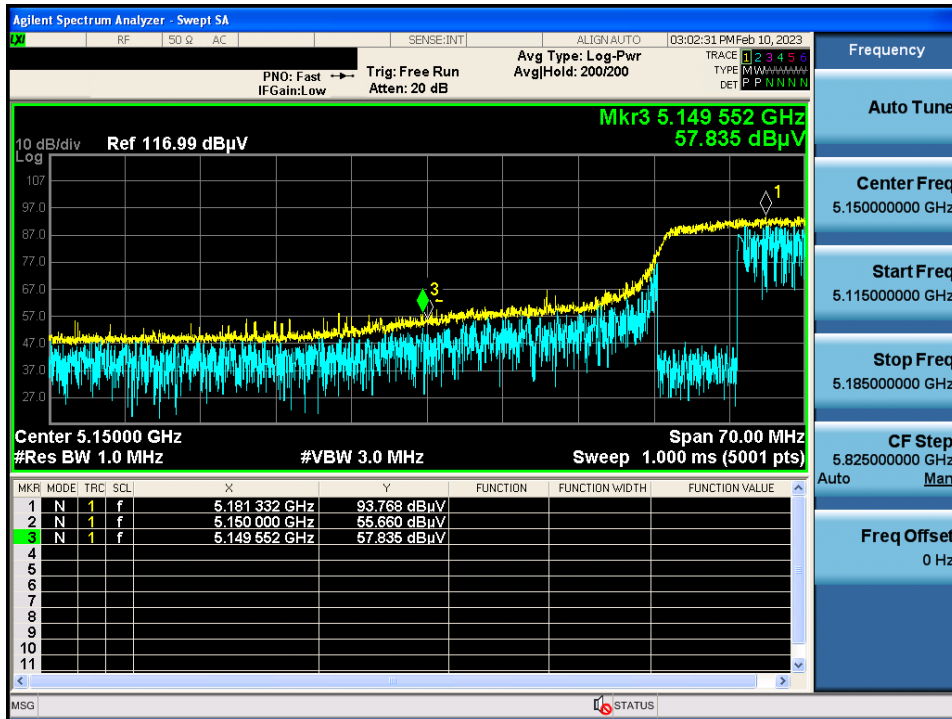 Agilent Spectrum Analyzer - Swept SA
LXI RF 50 Ω AC SENSE:INT ALIGN AUTO 03:02:31 PM Feb 10, 2023
PNO: Fast
IFGain:Low
Trig: Free Run
Atten: 20 dB
Avg Type: Log-Pwr
Avg|Hold: 200/200
TRACE 1 2 3 4 5 6
TYPE M W W W W W
DET P P N N N N
Mkr3 5.149 552 GHz
57.835 dBµV
10 dB/div Ref 116.99 dBµV
Log
107
97.0
87.0
77.0
67.0
57.0
47.0
37.0
27.0
1
3
Center 5.15000 GHz Span 70.00 MHz
#Res BW 1.0 MHz #VBW 3.0 MHz Sweep 1.000 ms (5001 pts)
MKR MODE TRC SCL X Y FUNCTION FUNCTION WIDTH FUNCTION VALUE
1 N 1 f 5.181 332 GHz 93.768 dBµV
2 N 1 f 5.150 000 GHz 55.660 dBµV
3 N 1 f 5.149 552 GHz 57.835 dBµV
4
5
6
7
8
9
10
11
MSG STATUS
Frequency
Auto Tune
Center Freq
5.150000000 GHz
Start Freq
5.115000000 GHz
Stop Freq
5.185000000 GHz
CF Step
5.825000000 GHz
Auto Man
Freq Offset
0 Hz